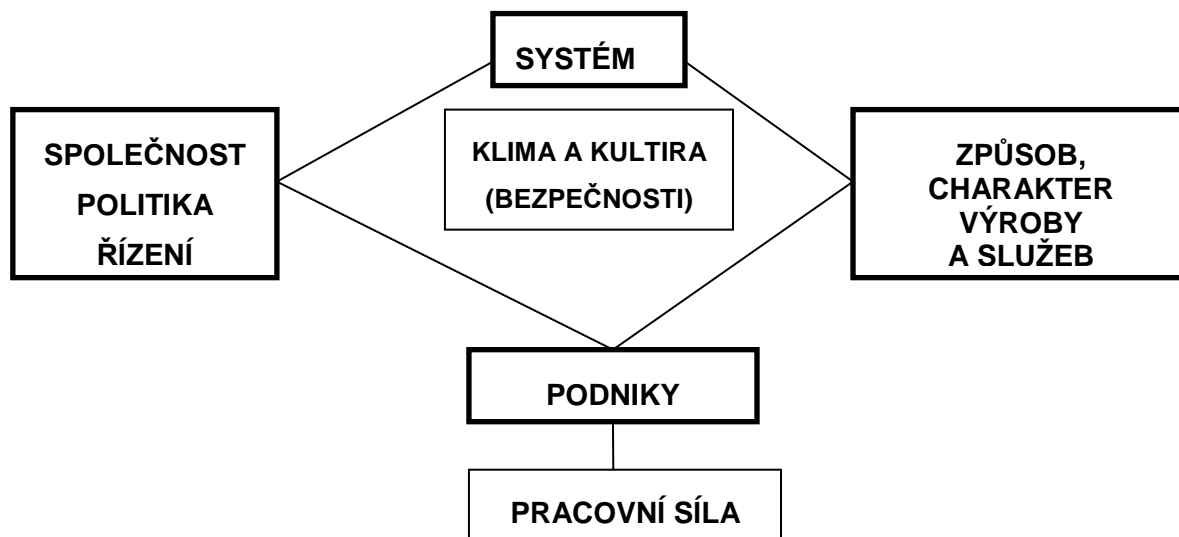 SYSTÉM
SPOLEČNOST
POLITIKA
ŘÍZENÍ
KLIMA A KULTIRA
(BEZPEČNOSTI)
ZPŮSOB,
CHARAKTER
VÝROBY
A SLUŽEB
PODNIKY
PRACOVNÍ SÍLA